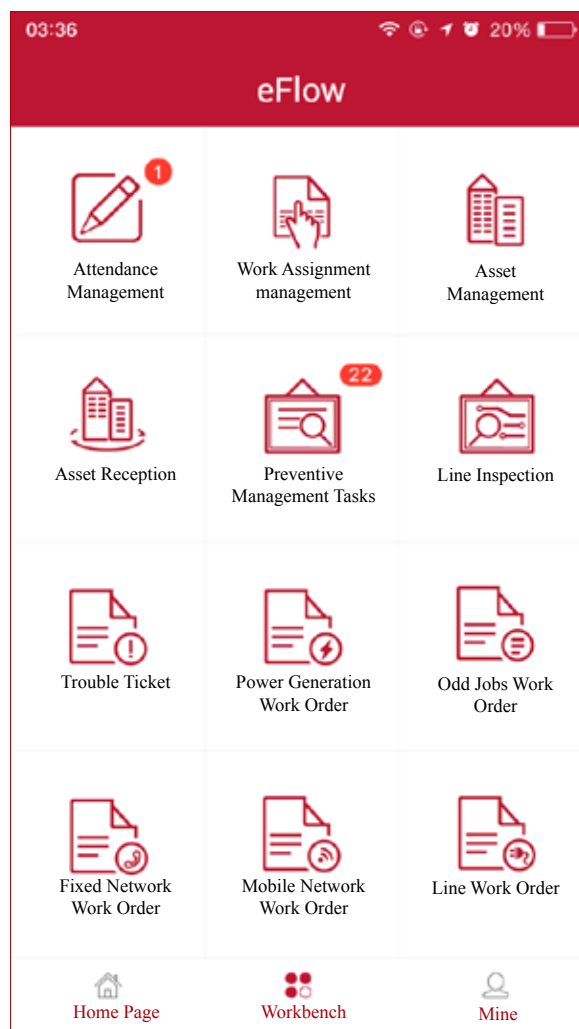 03:36
20%
eFlow
1
Attendance
Management
Work Assignment
management
Asset
Management
Asset Reception
22
Preventive
Management Tasks
Line Inspection
Trouble Ticket
Power Generation
Work Order
Odd Jobs Work
Order
Fixed Network
Work Order
Mobile Network
Work Order
Line Work Order
Home Page
Workbench
Mine